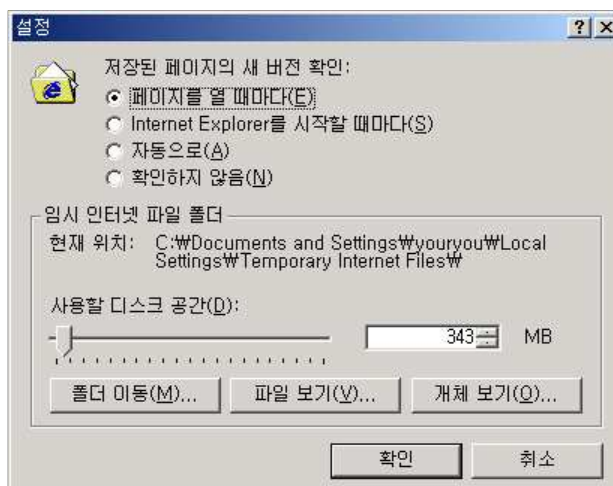 설정
저장된 페이지의 새 버전 확인:
페이지를 열 때마다(E)
Internet Explorer를 시작할 때마다(S)
자동으로(A)
확인하지 않음(N)
임시 인터넷 파일 폴더
현재 위치: C:₩Documents and Settings₩youryou₩Local
Settings₩Temporary Internet Files₩
사용할 디스크 공간(D):
343 MB
폴더 이동(M)... 파일 보기(V)... 개체 보기(O)...
확인 취소